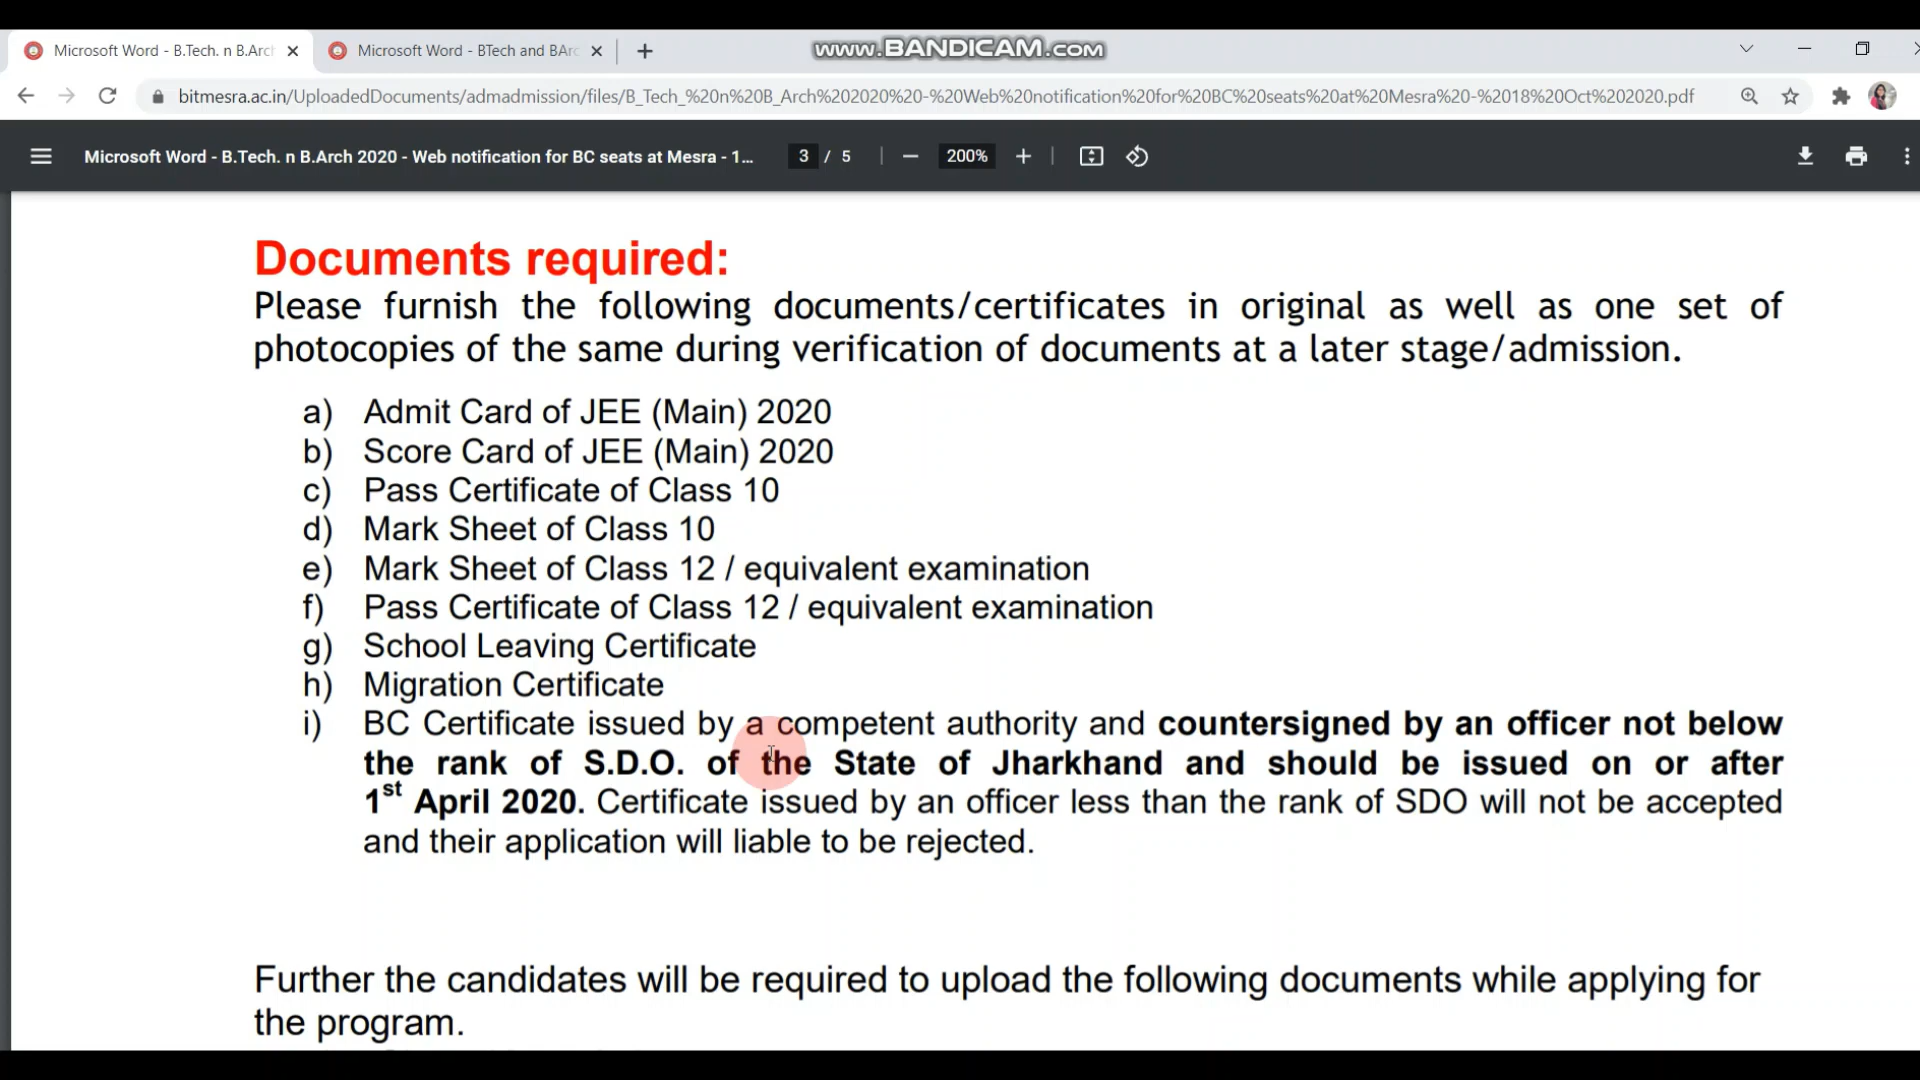 Microsoft Word - B.Tech. n B.Arch
Microsoft Word - BTech and BArc
www.BANDICAM.com
bitmesra.ac.in/UploadedDocuments/admadmission/files/B_Tech_%20n%20B_Arch%202020%20-%20Web%20notification%20for%20BC%20seats%20at%20Mesra%20-%2018%20Oct%202020.pdf
Microsoft Word - B.Tech. n B.Arch 2020 - Web notification for BC seats at Mesra - 1...
3 / 5
200%
Documents required:
Please furnish the following documents/certificates in original as well as one set of
photocopies of the same during verification of documents at a later stage/admission.
a) Admit Card of JEE (Main) 2020
b) Score Card of JEE (Main) 2020
c) Pass Certificate of Class 10
d) Mark Sheet of Class 10
e) Mark Sheet of Class 12 / equivalent examination
f) Pass Certificate of Class 12 / equivalent examination
g) School Leaving Certificate
h) Migration Certificate
i) BC Certificate issued by a competent authority and countersigned by an officer not below
the rank of S.D.O. of the State of Jharkhand and should be issued on or after
1st April 2020. Certificate issued by an officer less than the rank of SDO will not be accepted
and their application will liable to be rejected.
Further the candidates will be required to upload the following documents while applying for
the program.